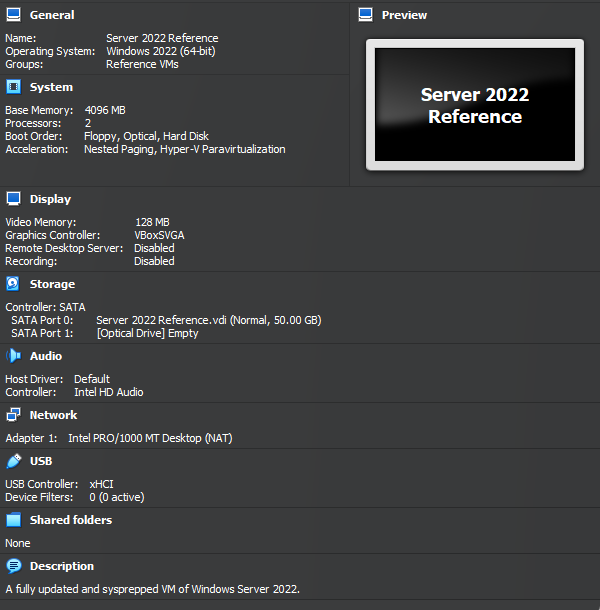 General
Name: Server 2022 Reference
Operating System: Windows 2022 (64-bit)
Groups: Reference VMs
System
Base Memory: 4096 MB
Processors: 2
Boot Order: Floppy, Optical, Hard Disk
Acceleration: Nested Paging, Hyper-V Paravirtualization
Preview
Server 2022
Reference
Display
Video Memory: 128 MB
Graphics Controller: VBoxSVGA
Remote Desktop Server: Disabled
Recording: Disabled
Storage
Controller: SATA
SATA Port 0: Server 2022 Reference.vdi (Normal, 50.00 GB)
SATA Port 1: [Optical Drive] Empty
Audio
Host Driver: Default
Controller: Intel HD Audio
Network
Adapter 1: Intel PRO/1000 MT Desktop (NAT)
USB
USB Controller: xHCI
Device Filters: 0 (0 active)
Shared folders
None
Description
A fully updated and sysprepped VM of Windows Server 2022.